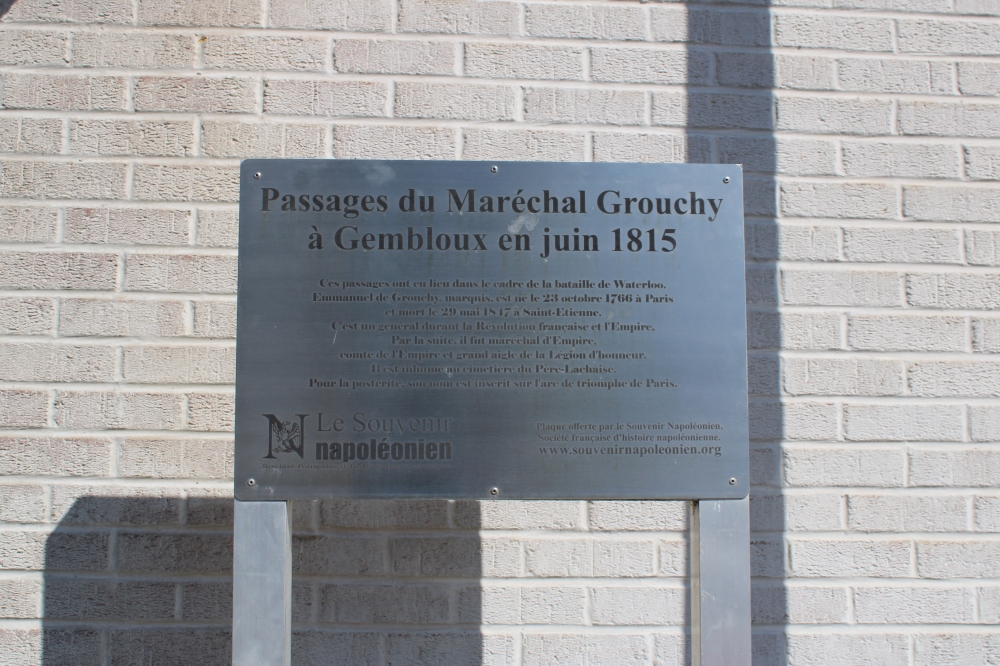 Passages du Maréchal Grouchy
à Gembloux en juin 1815
Ces passages ont eu lieu dans le cadre de la bataille de Waterloo.
Emmanuel de Grouchy, marquis, est né le 23 octobre 1766 à Paris
et mort le 29 mai 1847 à Saint-Etienne.
C'est un général durant la Révolution française et l'Empire.
Par la suite, il fut maréchal d'Empire,
comte de l'Empire et grand aigle de la Légion d'honneur.
Il est inhumé au cimetière du Père-Lachaise.
Pour la postérité, son nom est inscrit sur l'arc de triomphe de Paris.
N Le Souvenir
napoléonien
Plaque offerte par le Souvenir Napoléonien,
Société française d'histoire napoléonienne.
www.souvenirnapoleonien.org